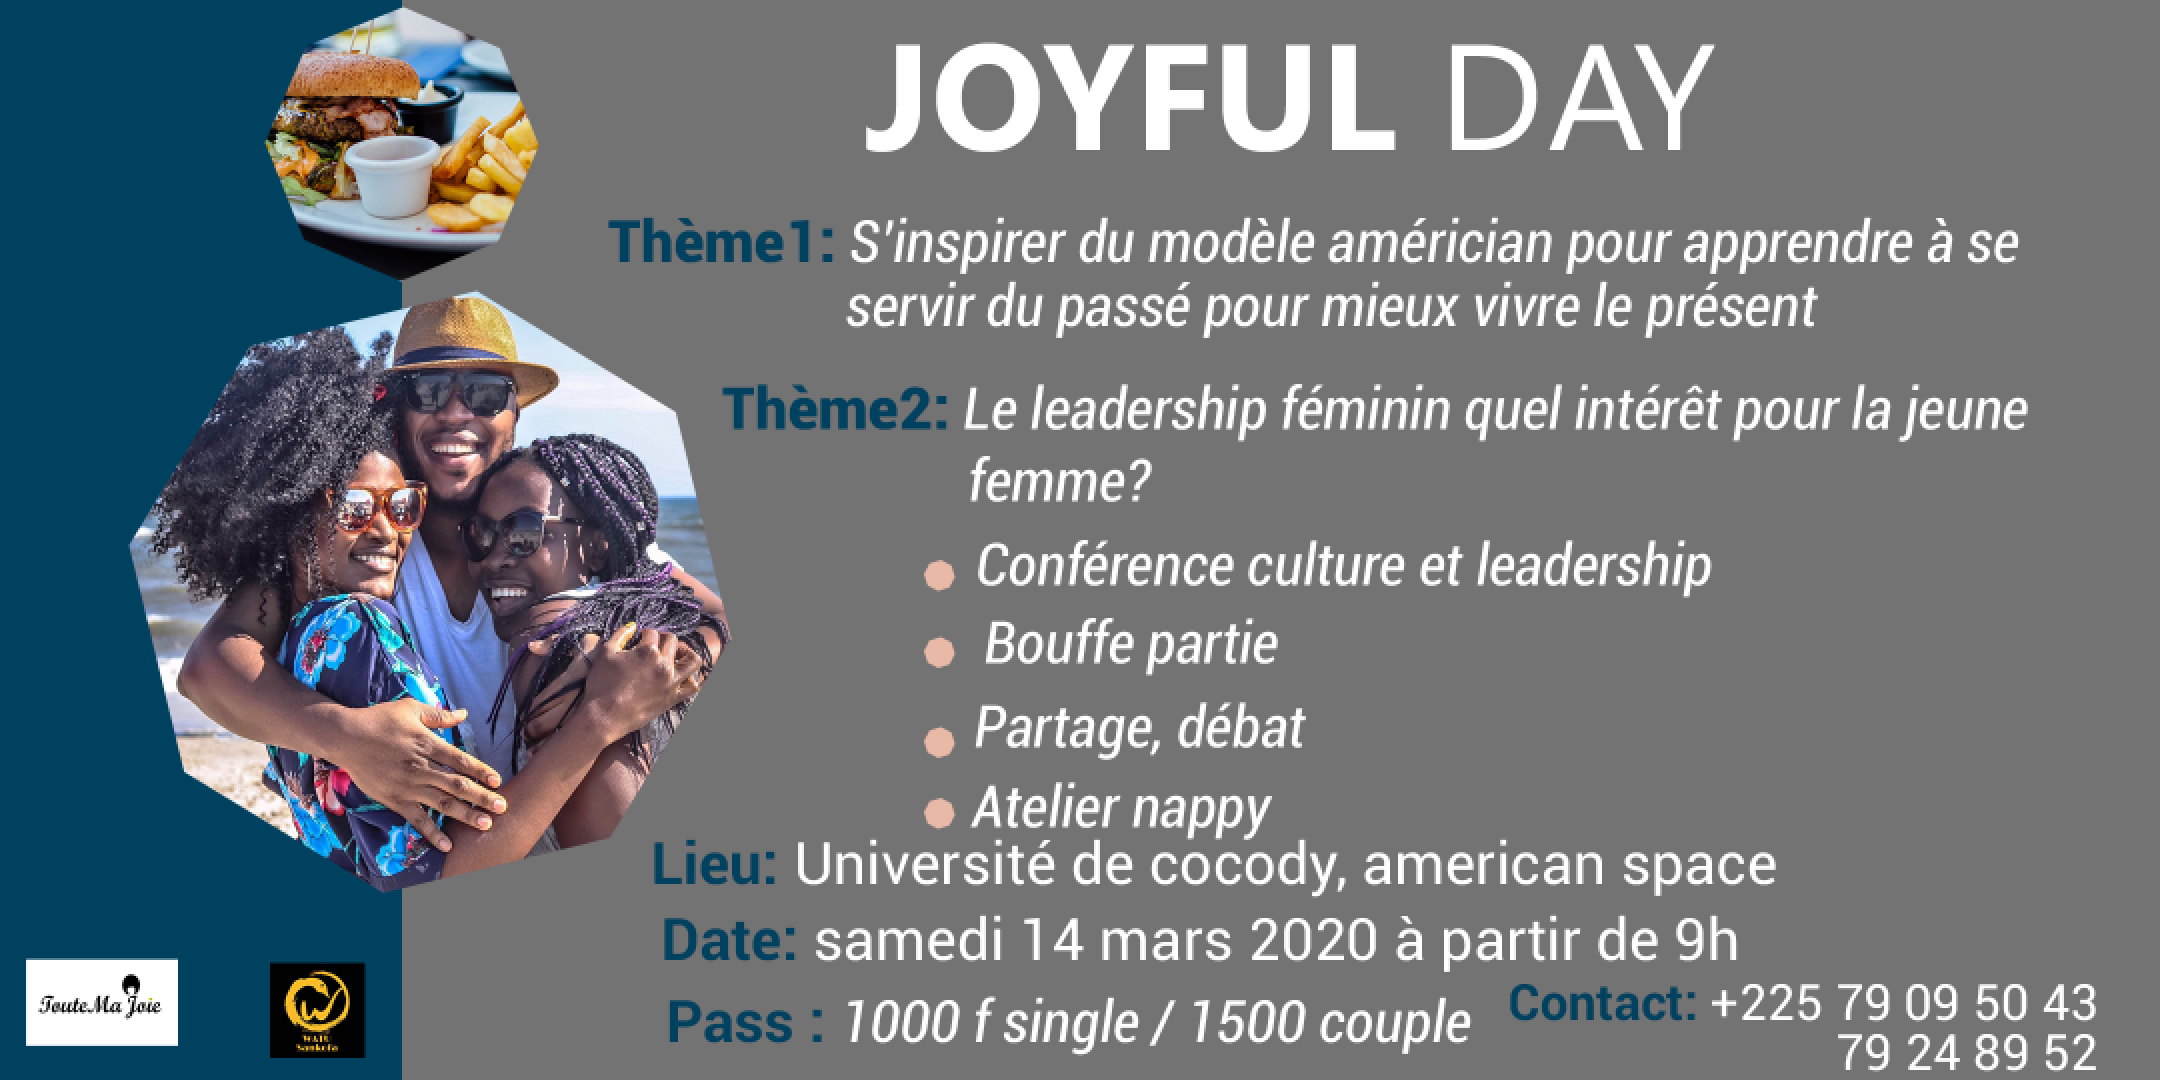 JOYFUL DAY
Thème1: S'inspirer du modèle américian pour apprendre à se
servir du passé pour mieux vivre le présent
Thème2: Le leadership féminin quel intérêt pour la jeune
femme?
Conférence culture et leadership
Bouffe partie
Partage, débat
Atelier nappy
Lieu: Université de cocody, american space
Date: samedi 14 mars 2020 à partir de 9h
Pass : 1000 f single / 1500 couple
Contact: +225 79 09 50 43
79 24 89 52
Toute Ma Joie
Sankofa